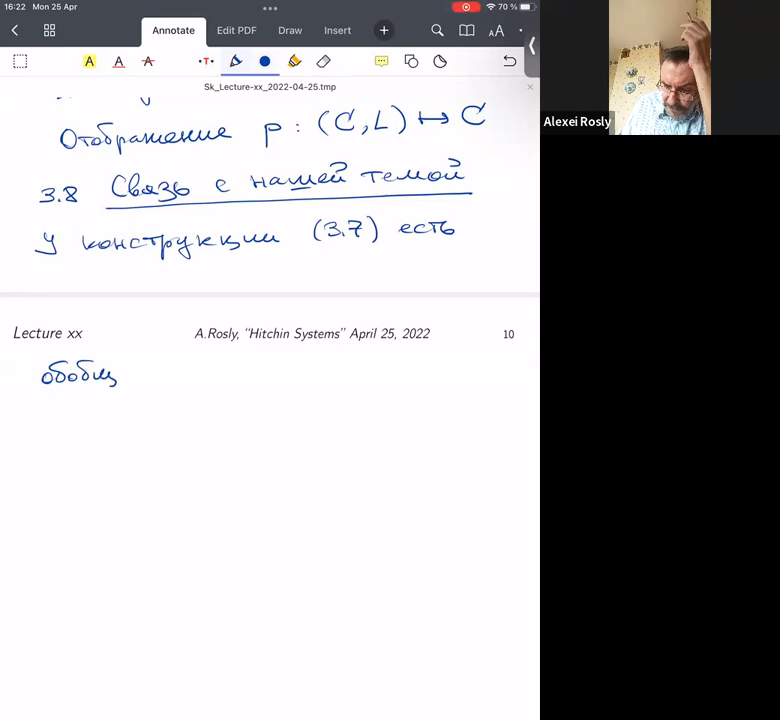 16:22 Mon 25 Apr
70 %
Annotate Edit PDF Draw Insert
AA
A A A T
Sk_Lecture-xx_2022-04-25.tmp
Alexei Rosly
Отображение p : (C, L) ↦ C
3.8 Связь с нашей темой
У конструкции (3.7) есть
Lecture xx A.Rosly, “Hitchin Systems” April 25, 2022 10
обобщ